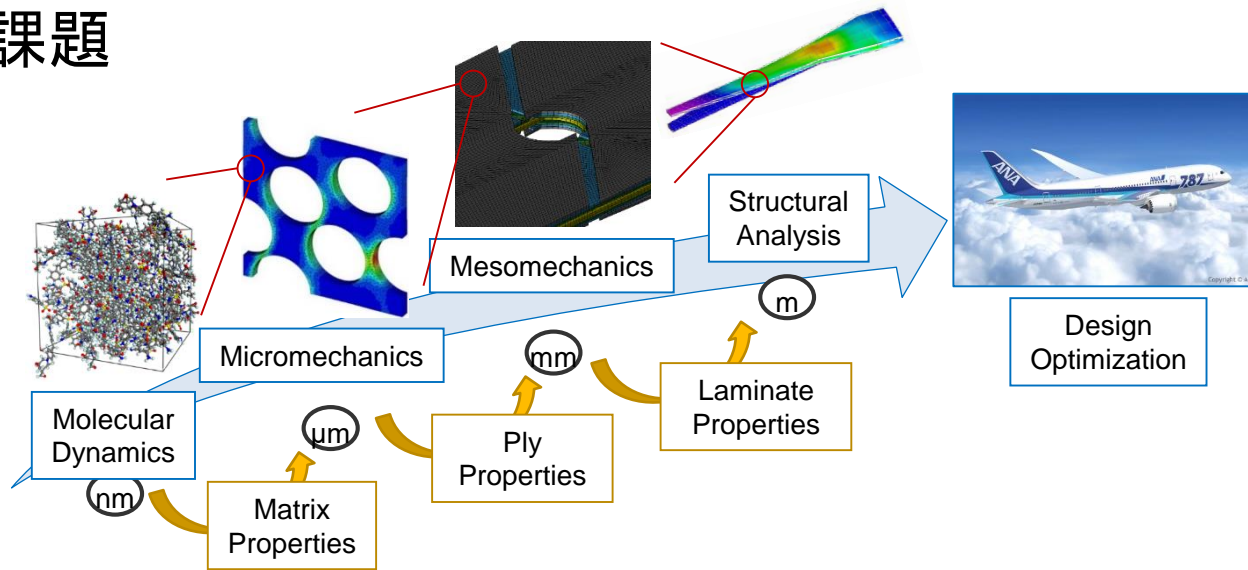 課題
Structural
Analysis
Mesomechanics
Micromechanics
Molecular
Dynamics
m
mm
μm
nm
Laminate
Properties
Ply
Properties
Matrix
Properties
ANA
ANA
787
Design
Optimization